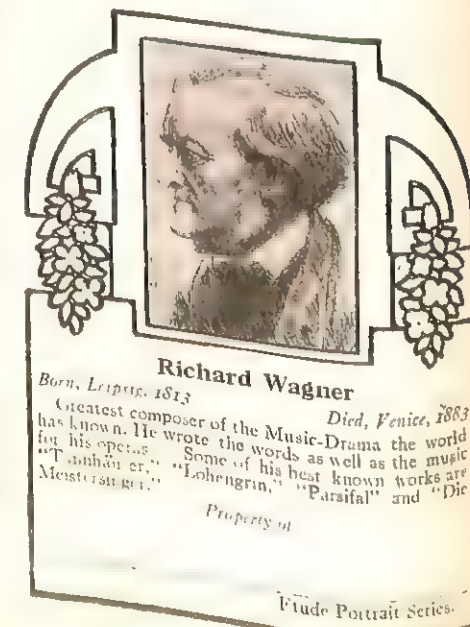 Richard Wagner
Born, Leipzig, 1813
Died, Venice, 1883
Greatest composer of the Music-Drama the world
has known. He wrote the words as well as the music
for his operas. Some of his best known works are
"Tannhäuser," "Lohengrin," "Parsifal" and "Die
Meistersinger."
Property of
Etude Portrait Series.